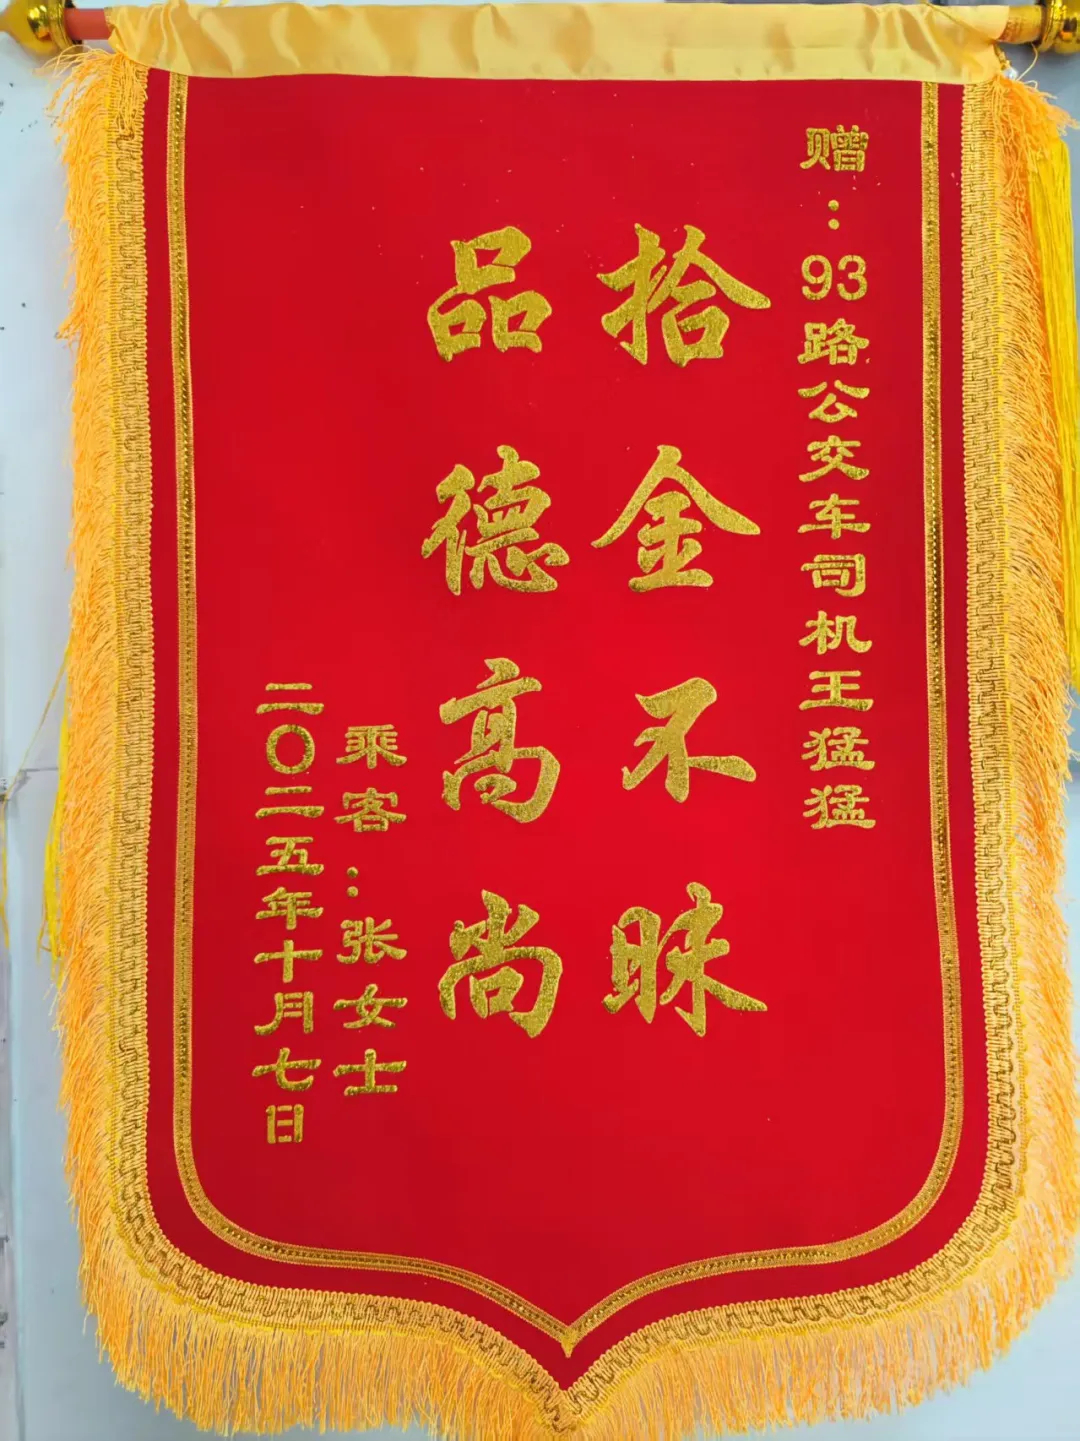 赠：93路公交车司机王猛猛
拾金不昧
品德高尚
乘客：张女士
二〇二五年十月七日